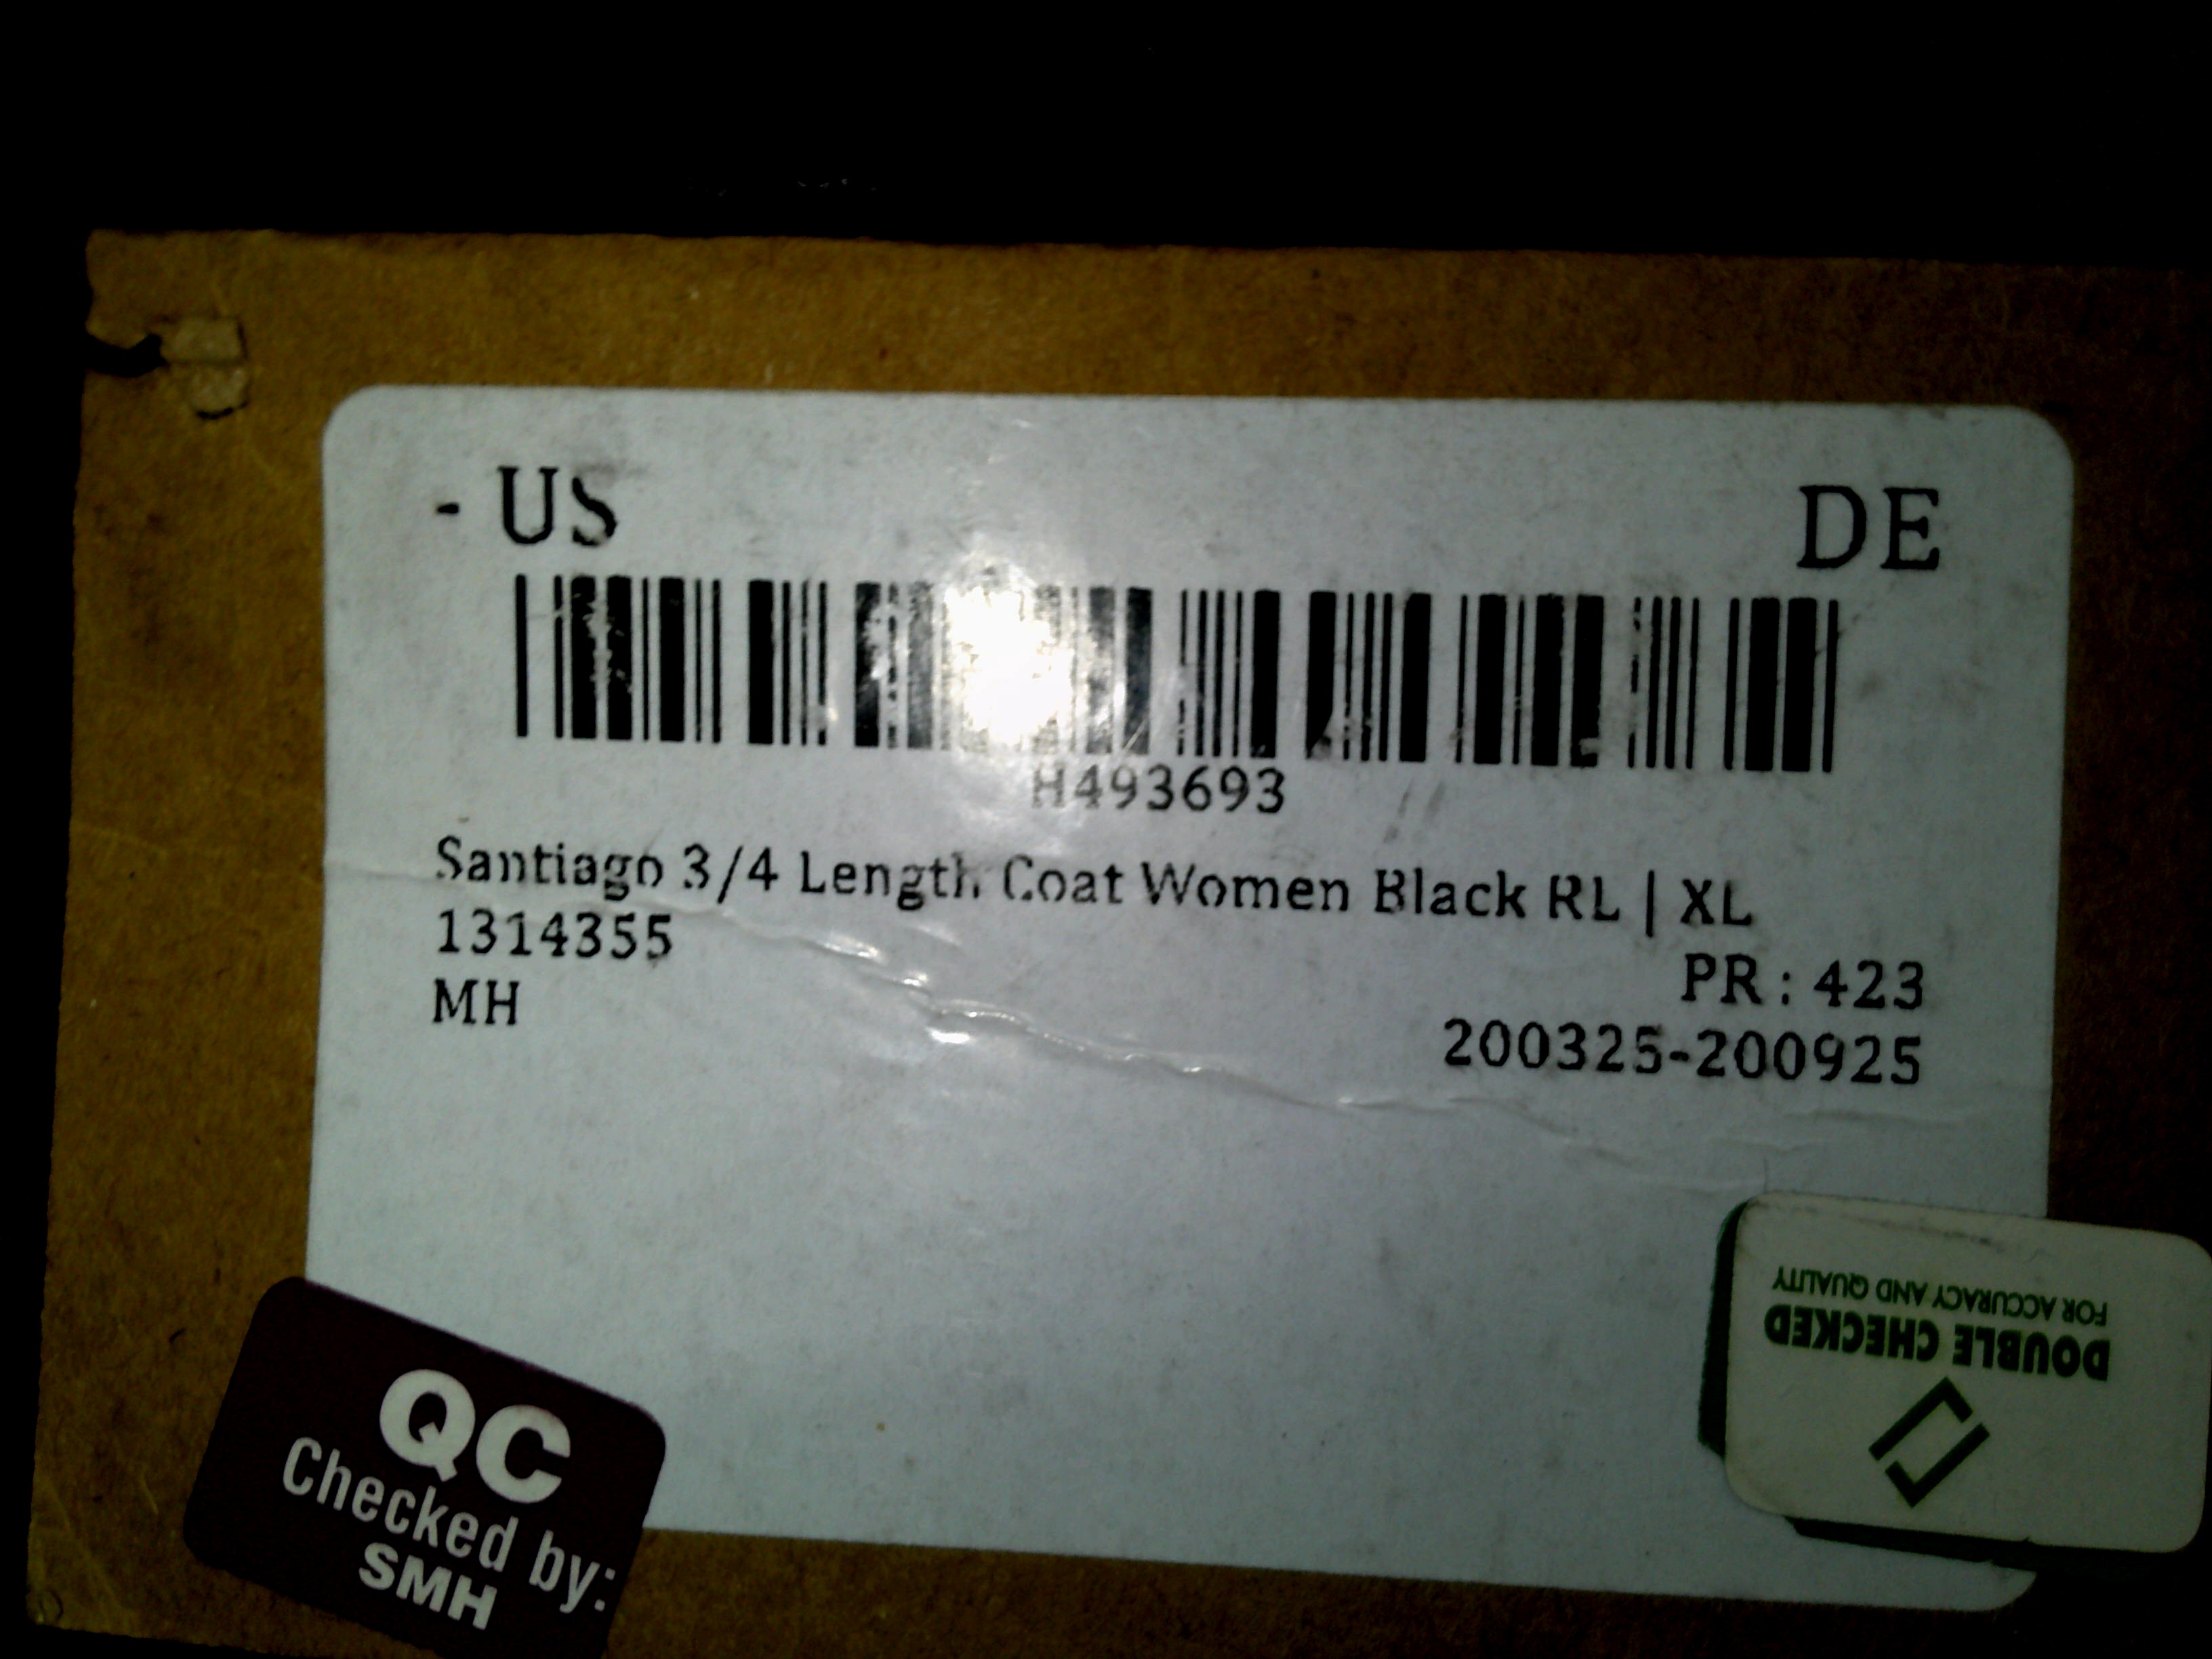 - US DE
H493693
Santiago 3/4 Length Coat Women Black RL | XL
1314355
PR : 423
MH
200325-200925
QC
Checked by:
SMH
DOUBLE CHECKED
FOR ACCURACY AND QUALITY